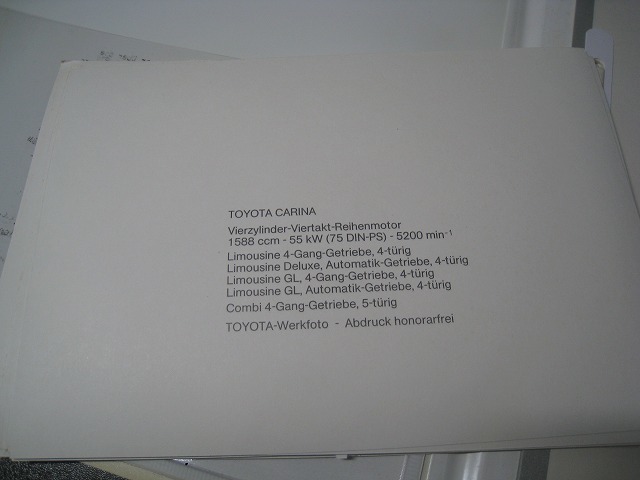 TOYOTA CARINA
Vierzylinder-Viertakt-Reihenmotor
1588 ccm - 55 kW (75 DIN-PS) - 5200 min⁻¹
Limousine 4-Gang-Getriebe, 4-türig
Limousine Deluxe, Automatik-Getriebe, 4-türig
Limousine GL, 4-Gang-Getriebe, 4-türig
Limousine GL, Automatik-Getriebe, 4-türig
Combi 4-Gang-Getriebe, 5-türig
TOYOTA-Werkfoto - Abdruck honorarfrei